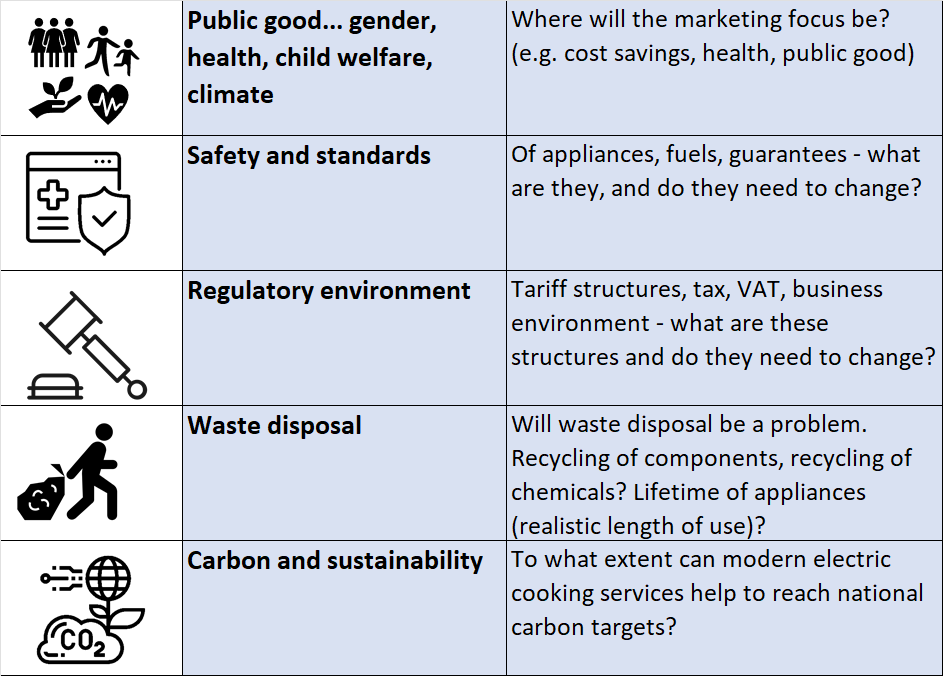 Public good... gender,
health, child welfare,
climate
Where will the marketing focus be?
(e.g. cost savings, health, public good)
Safety and standards
Of appliances, fuels, guarantees - what
are they, and do they need to change?
Regulatory environment
Tariff structures, tax, VAT, business
environment - what are these
structures and do they need to change?
Waste disposal
Will waste disposal be a problem.
Recycling of components, recycling of
chemicals? Lifetime of appliances
(realistic length of use)?
CO2
Carbon and sustainability
To what extent can modern electric
cooking services help to reach national
carbon targets?